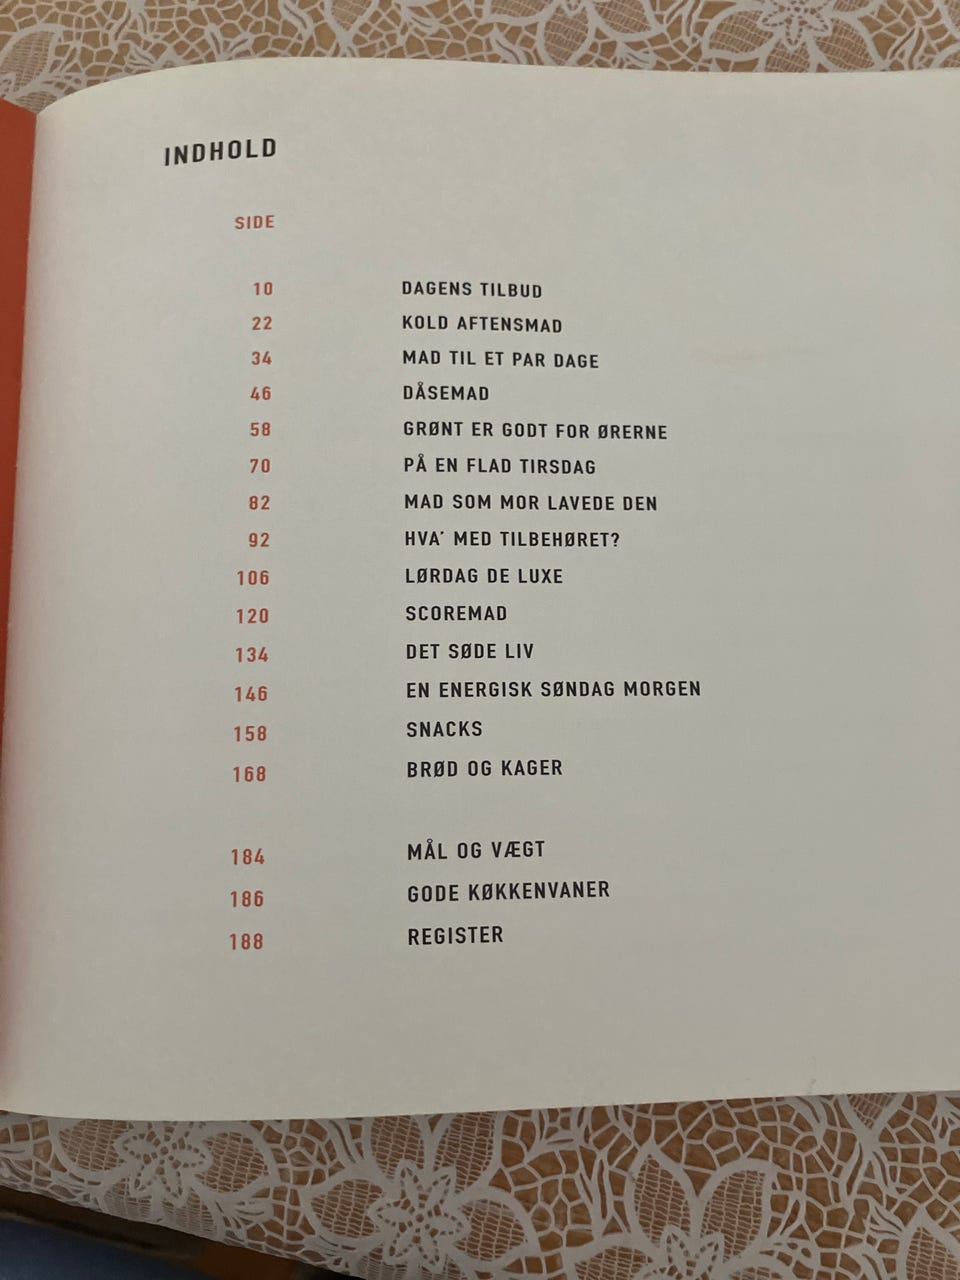 INDHOLD
SIDE
10 DAGENS TILBUD
22 KOLD AFTENSMAD
34 MAD TIL ET PAR DAGE
46 DÅSEMAD
58 GRØNT ER GODT FOR ØRERNE
70 PÅ EN FLAD TIRSDAG
82 MAD SOM MOR LAVEDE DEN
92 HVA' MED TILBEHØRET?
106 LØRDAG DE LUXE
120 SCOREMAD
134 DET SØDE LIV
146 EN ENERGISK SØNDAG MORGEN
158 SNACKS
168 BRØD OG KAGER
184 MÅL OG VÆGT
186 GODE KØKKENVANER
188 REGISTER